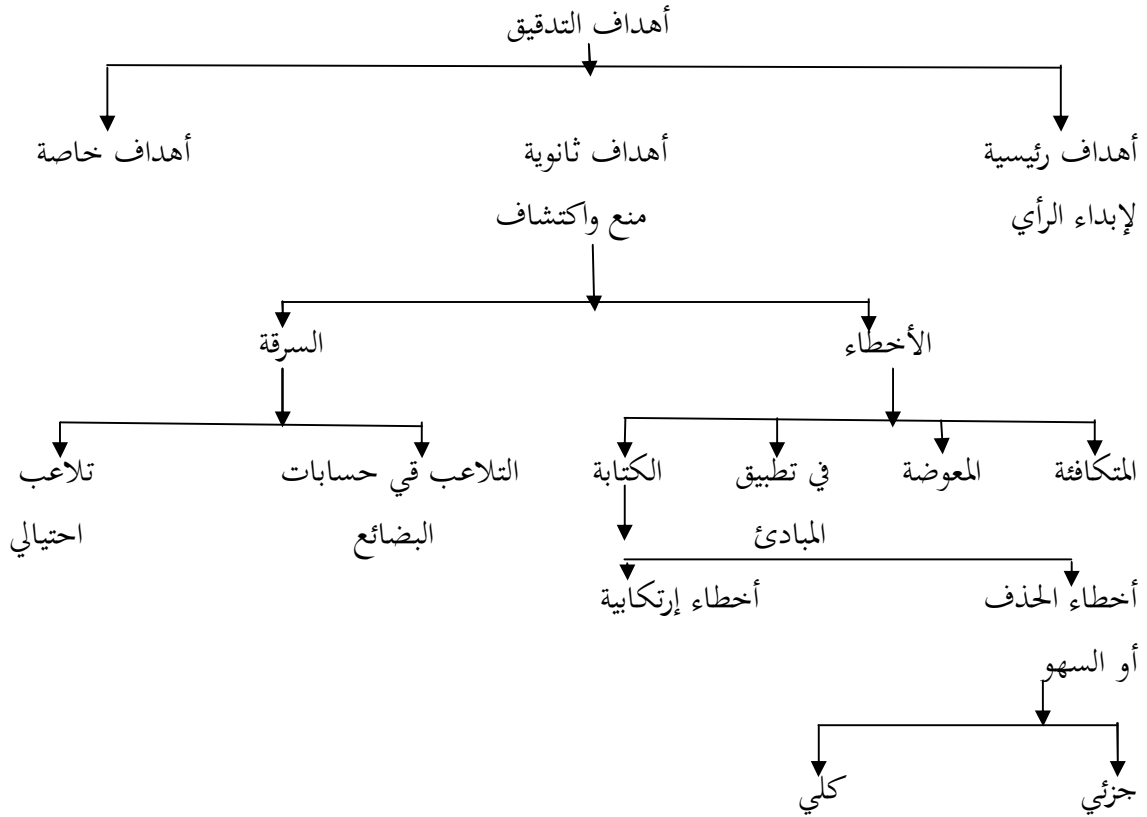 أهداف التدقيق
أهداف رئيسية أهداف ثانوية أهداف خاصة
لإبداء الرأي منع واكتشاف
الأخطاء السرقة
المتكافئة المعوضة في تطبيق الكتابة التلاعب قي حسابات تلاعب
المبادئ البضائع احتيالي
أخطاء الحذف أخطاء إرتكابية
أو السهو
جزئي كلي